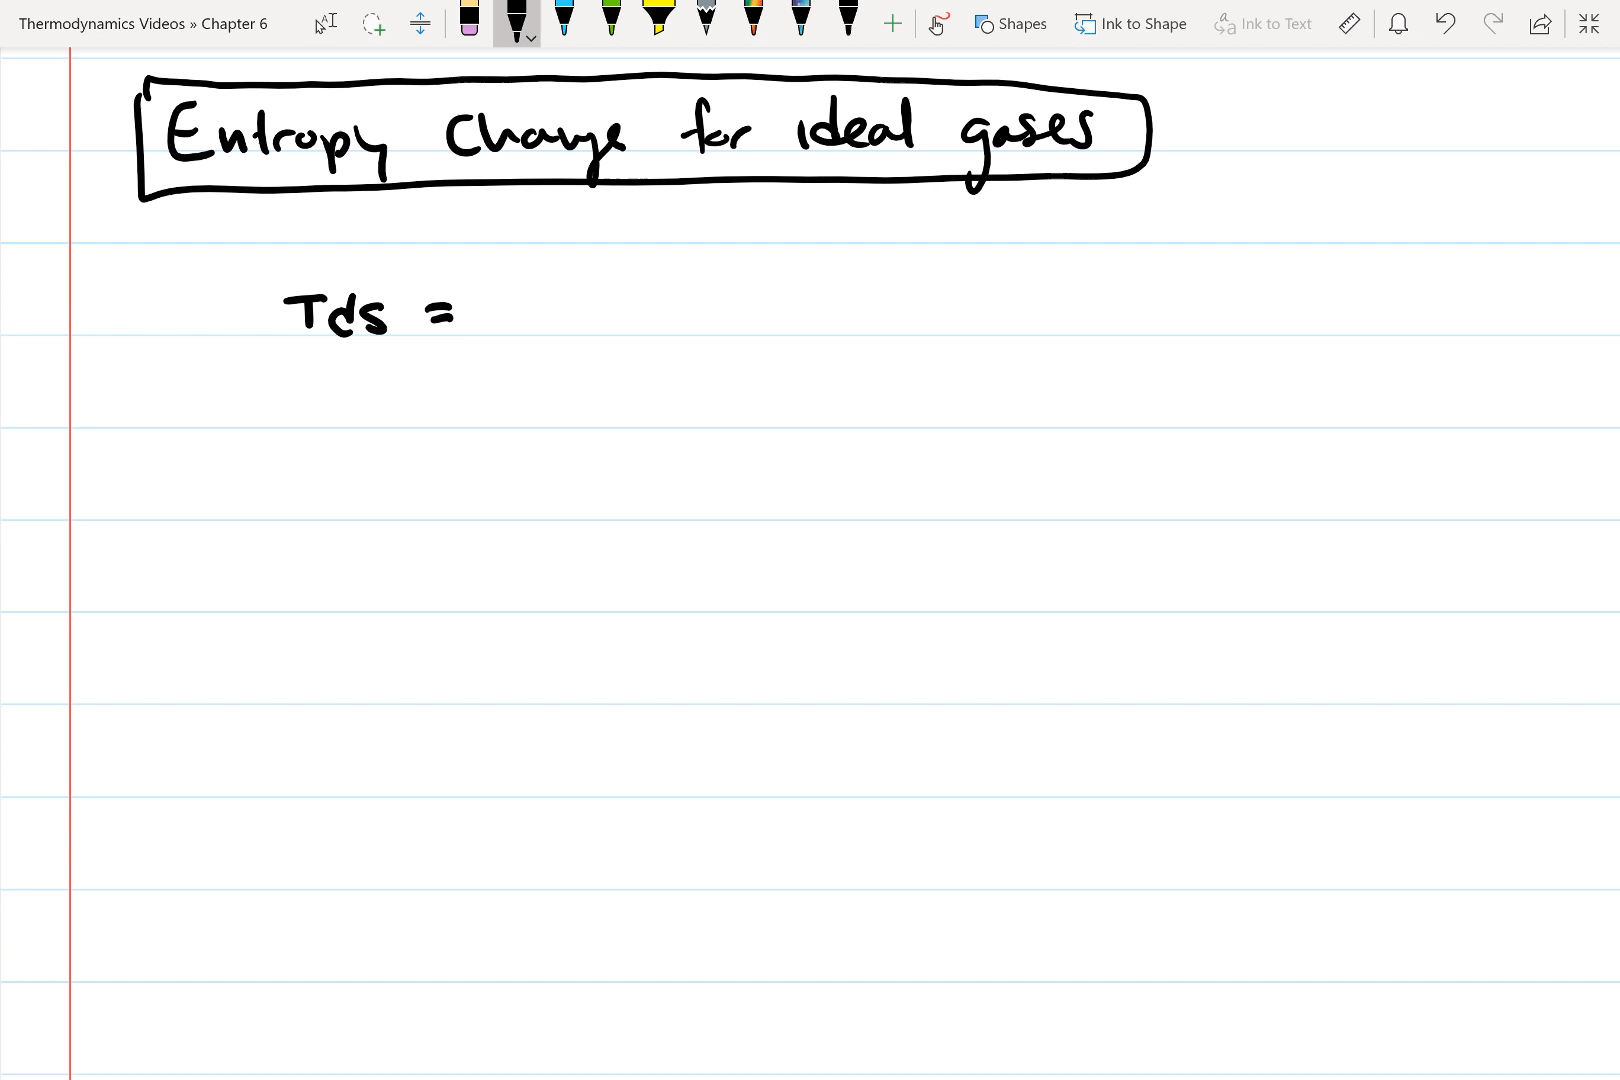 Thermodynamics Videos » Chapter 6
Shapes
Ink to Shape
Ink to Text
Entropy Change for ideal gases
Tds =